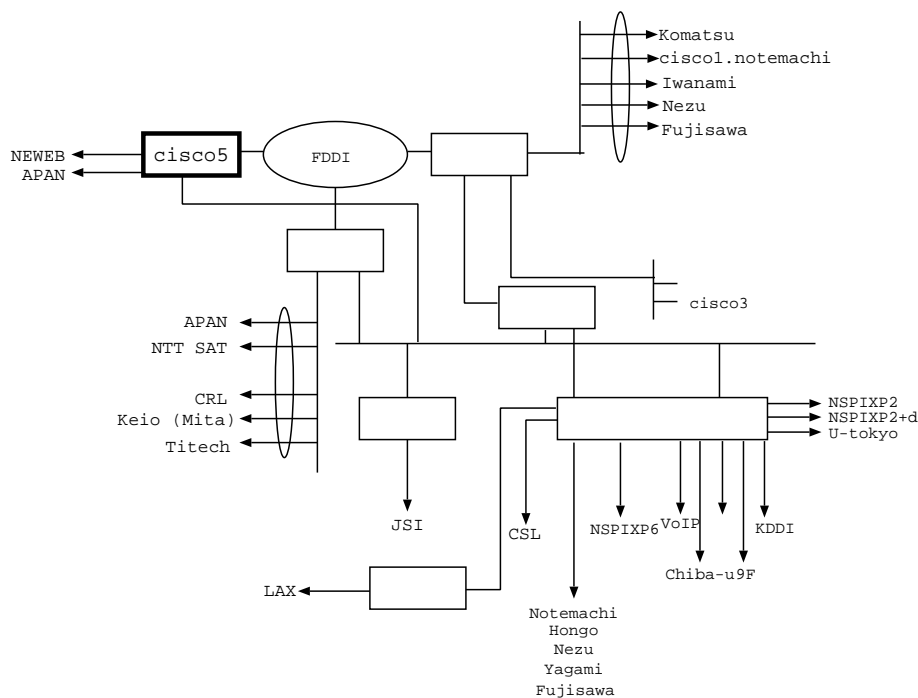 Komatsu
cisco1.notemachi
Iwanami
Nezu
Fujisawa
NEWEB
APAN
cisco5
FDDI
cisco3
APAN
NTT SAT
CRL
Keio (Mita)
Titech
NSPIXP2
NSPIXP2+d
U-tokyo
JSI
CSL
NSPIXP6
VoIP
KDDI
Chiba-u9F
LAX
Notemachi
Hongo
Nezu
Yagami
Fujisawa